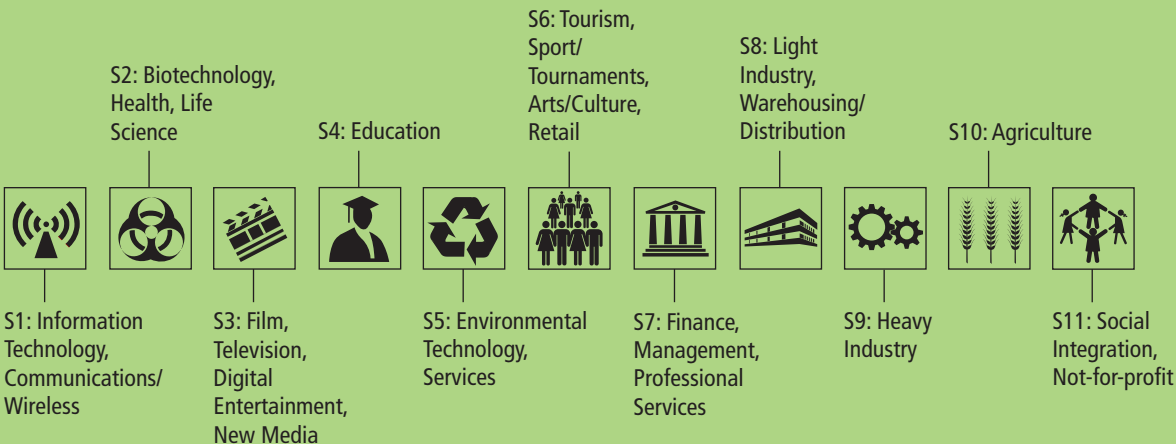 S1: Information
Technology,
Communications/
Wireless
S2: Biotechnology,
Health, Life
Science
S3: Film,
Television,
Digital
Entertainment,
New Media
S4: Education
S5: Environmental
Technology,
Services
S6: Tourism,
Sport/
Tournaments,
Arts/Culture,
Retail
S7: Finance,
Management,
Professional
Services
S8: Light
Industry,
Warehousing/
Distribution
S9: Heavy
Industry
S10: Agriculture
S11: Social
Integration,
Not-for-profit